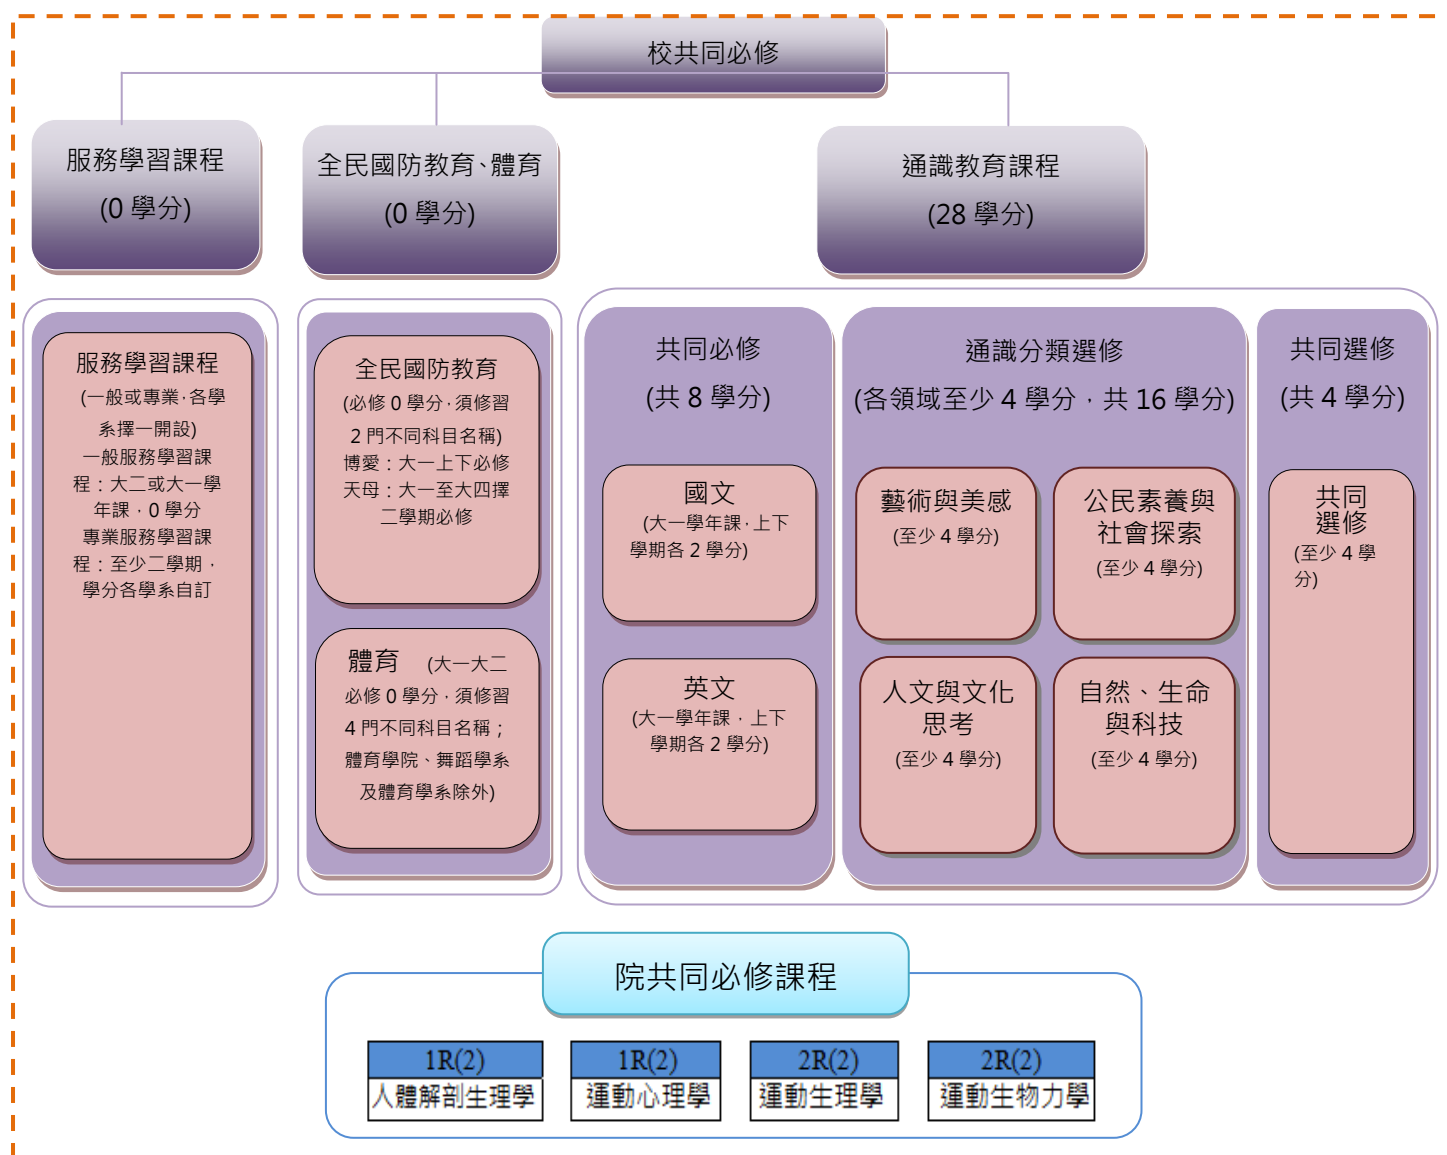 校共同必修
服務學習課程
(0 學分)
全民國防教育、體育
(0 學分)
通識教育課程
(28 學分)
服務學習課程
(一般或專業，各學
系擇一開設)
一般服務學習課
程：大二或大一學
年課，0 學分
專業服務學習課
程：至少二學期，
學分各學系自訂
全民國防教育
(必修 0 學分，須修習
2 門不同科目名稱)
博愛：大一上下必修
天母：大一至大四擇
二學期必修
體育 (大一大二
必修 0 學分，須修習
4 門不同科目名稱；
體育學院、舞蹈學系
及體育學系除外)
共同必修
(共 8 學分)
國文
(大一學年課，上下
學期各 2 學分)
英文
(大一學年課，上下
學期各 2 學分)
通識分類選修
(各領域至少 4 學分，共 16 學分)
藝術與美感
(至少 4 學分)
公民素養與
社會探索
(至少 4 學分)
人文與文化
思考
(至少 4 學分)
自然、生命
與科技
(至少 4 學分)
共同選修
(共 4 學分)
共同
選修
(至少 4 學
分)
院共同必修課程
1R(2)
人體解剖生理學
1R(2)
運動心理學
2R(2)
運動生理學
2R(2)
運動生物力學